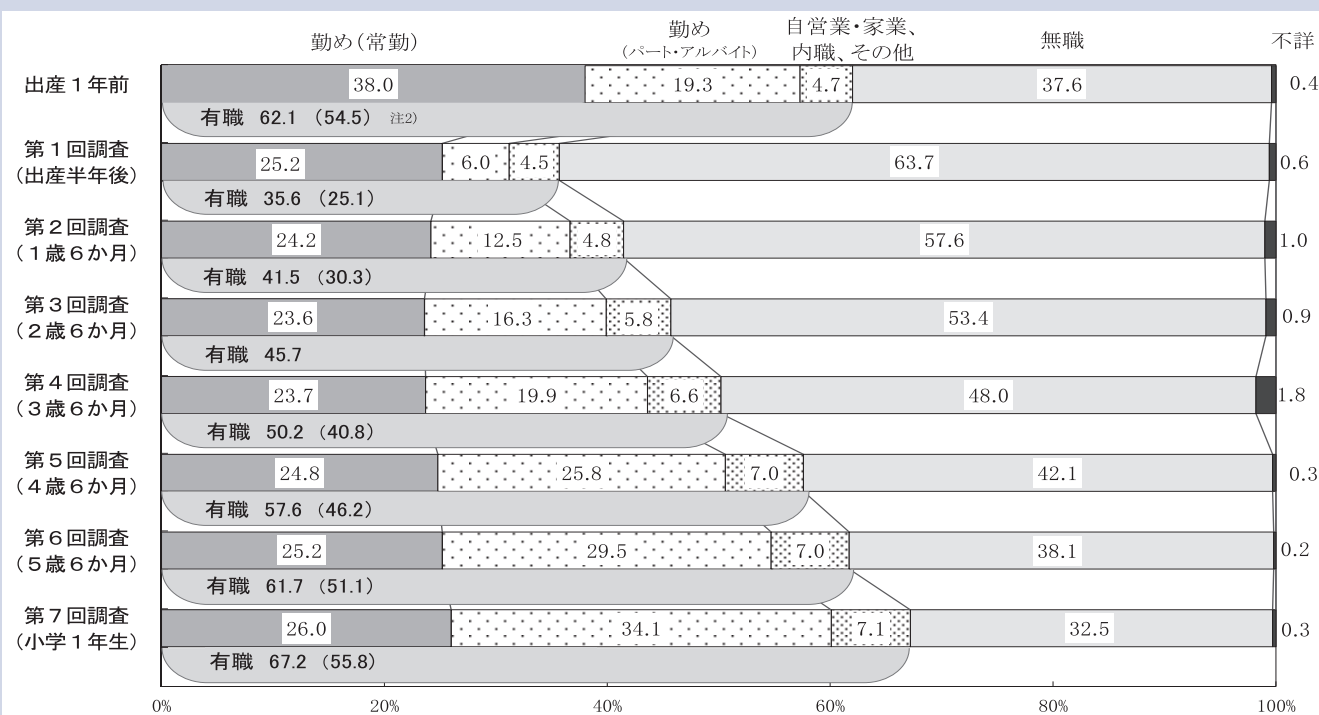 勤め（常勤）
勤め
（パート・アルバイト）
自営業・家業、
内職、その他
無職
不詳
出産１年前
38.0
19.3
4.7
37.6
0.4
有職 62.1 （54.5） 注2）
第１回調査
（出産半年後）
25.2
6.0
4.5
63.7
0.6
有職 35.6 （25.1）
第２回調査
（１歳６か月）
24.2
12.5
4.8
57.6
1.0
有職 41.5 （30.3）
第３回調査
（２歳６か月）
23.6
16.3
5.8
53.4
0.9
有職 45.7
第４回調査
（３歳６か月）
23.7
19.9
6.6
48.0
1.8
有職 50.2 （40.8）
第５回調査
（４歳６か月）
24.8
25.8
7.0
42.1
0.3
有職 57.6 （46.2）
第６回調査
（５歳６か月）
25.2
29.5
7.0
38.1
0.2
有職 61.7 （51.1）
第７回調査
（小学１年生）
26.0
34.1
7.1
32.5
0.3
有職 67.2 （55.8）
0%
20%
40%
60%
80%
100%